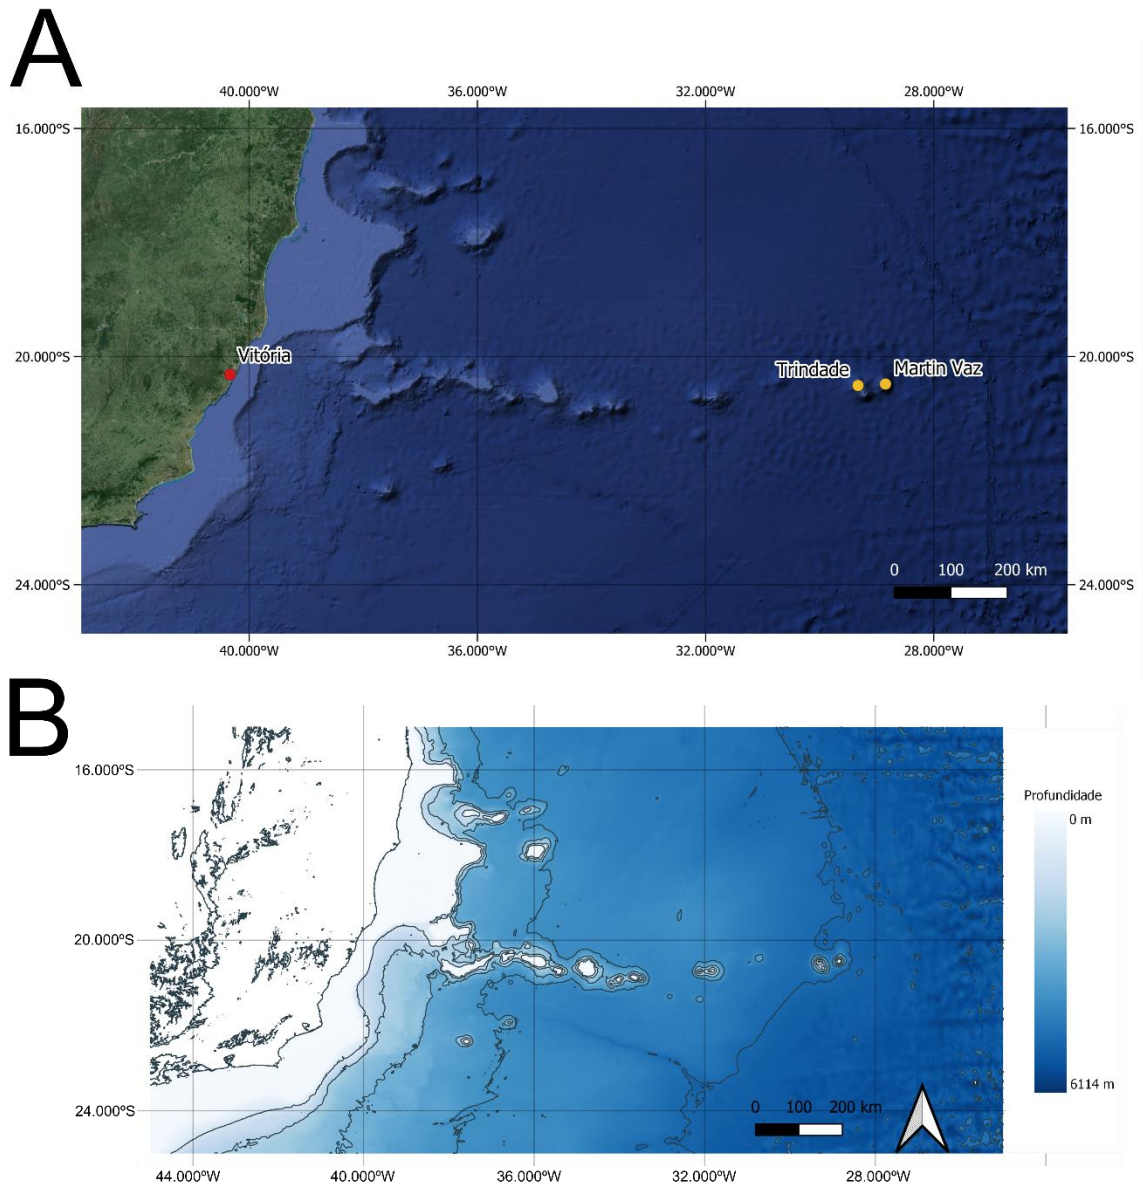 A
40.000°W 36.000°W 32.000°W 28.000°W
16.000°S 16.000°S
Vitória
20.000°S 20.000°S
Trindade Martin Vaz
0 100 200 km
24.000°S 24.000°S
40.000°W 36.000°W 32.000°W 28.000°W
B
16.000°S
Profundidade
0 m
20.000°S
6114 m
0 100 200 km
24.000°S
44.000°W 40.000°W 36.000°W 32.000°W 28.000°W